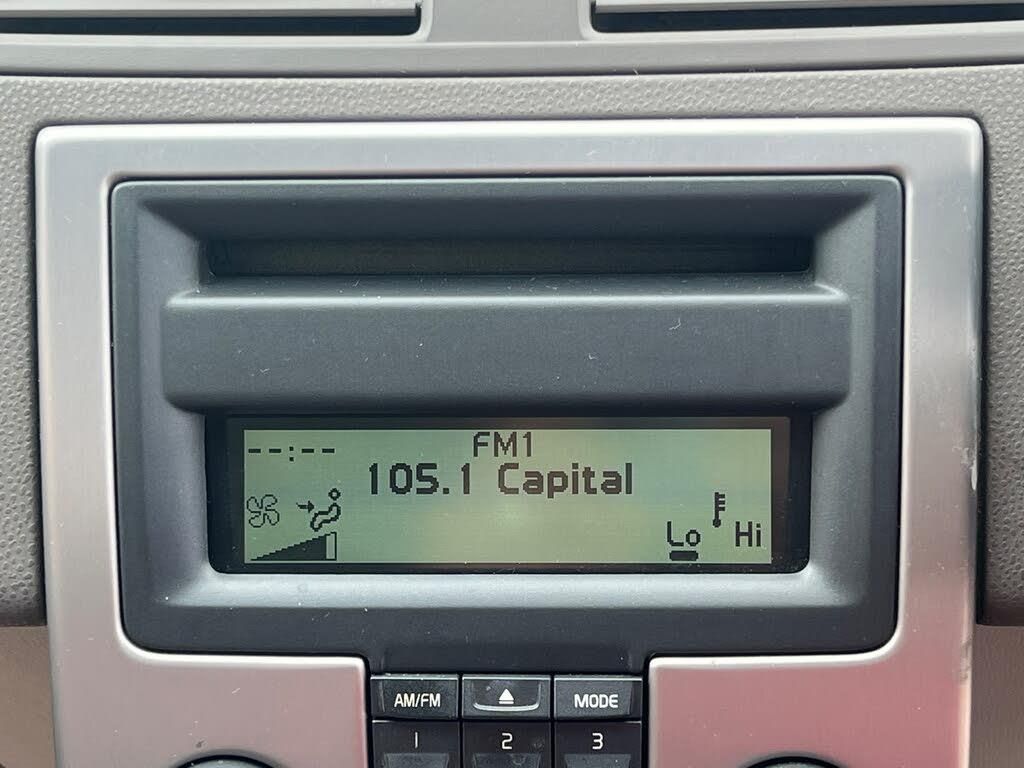 --:-- FM1
105.1 Capital
Lo Hi
AM/FM MODE
1 2 3